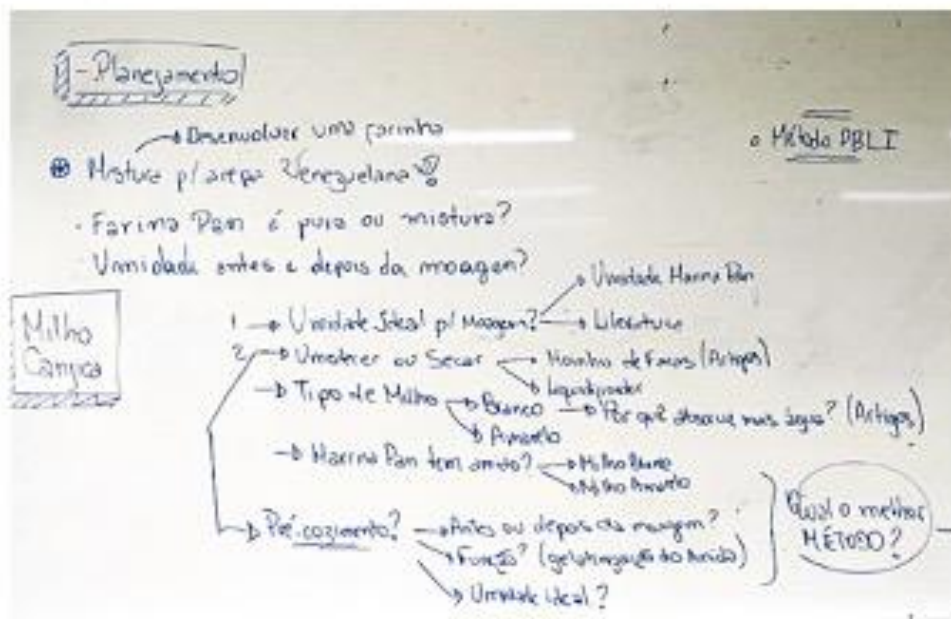 - Planejamento
→ Desenvolver uma farinha
Mistura p/ arepa Venezuelana
• Método PBLI
· Farina Pan é pura ou mistura?
Umidade antes e depois da moagem?
Milho
Canjica
1 → Umidade Ideal p/ Moagem? → Umidade Harina Pan
→ Literatura
2 → Umedecer ou Secar → Moinho de Facas (Artigos)
→ Liquidificador
→ Tipo de Milho → Branco → Por quê absorve mais água? (Artigos)
→ Amarelo
→ Harina Pan tem amido? → Milho Branco
→ Milho Amarelo
→ Pré-cozimento? → Antes ou depois da moagem?
→ Função? (gelatinização do Amido)
→ Umidade ideal?
Qual o melhor
MÉTODO?